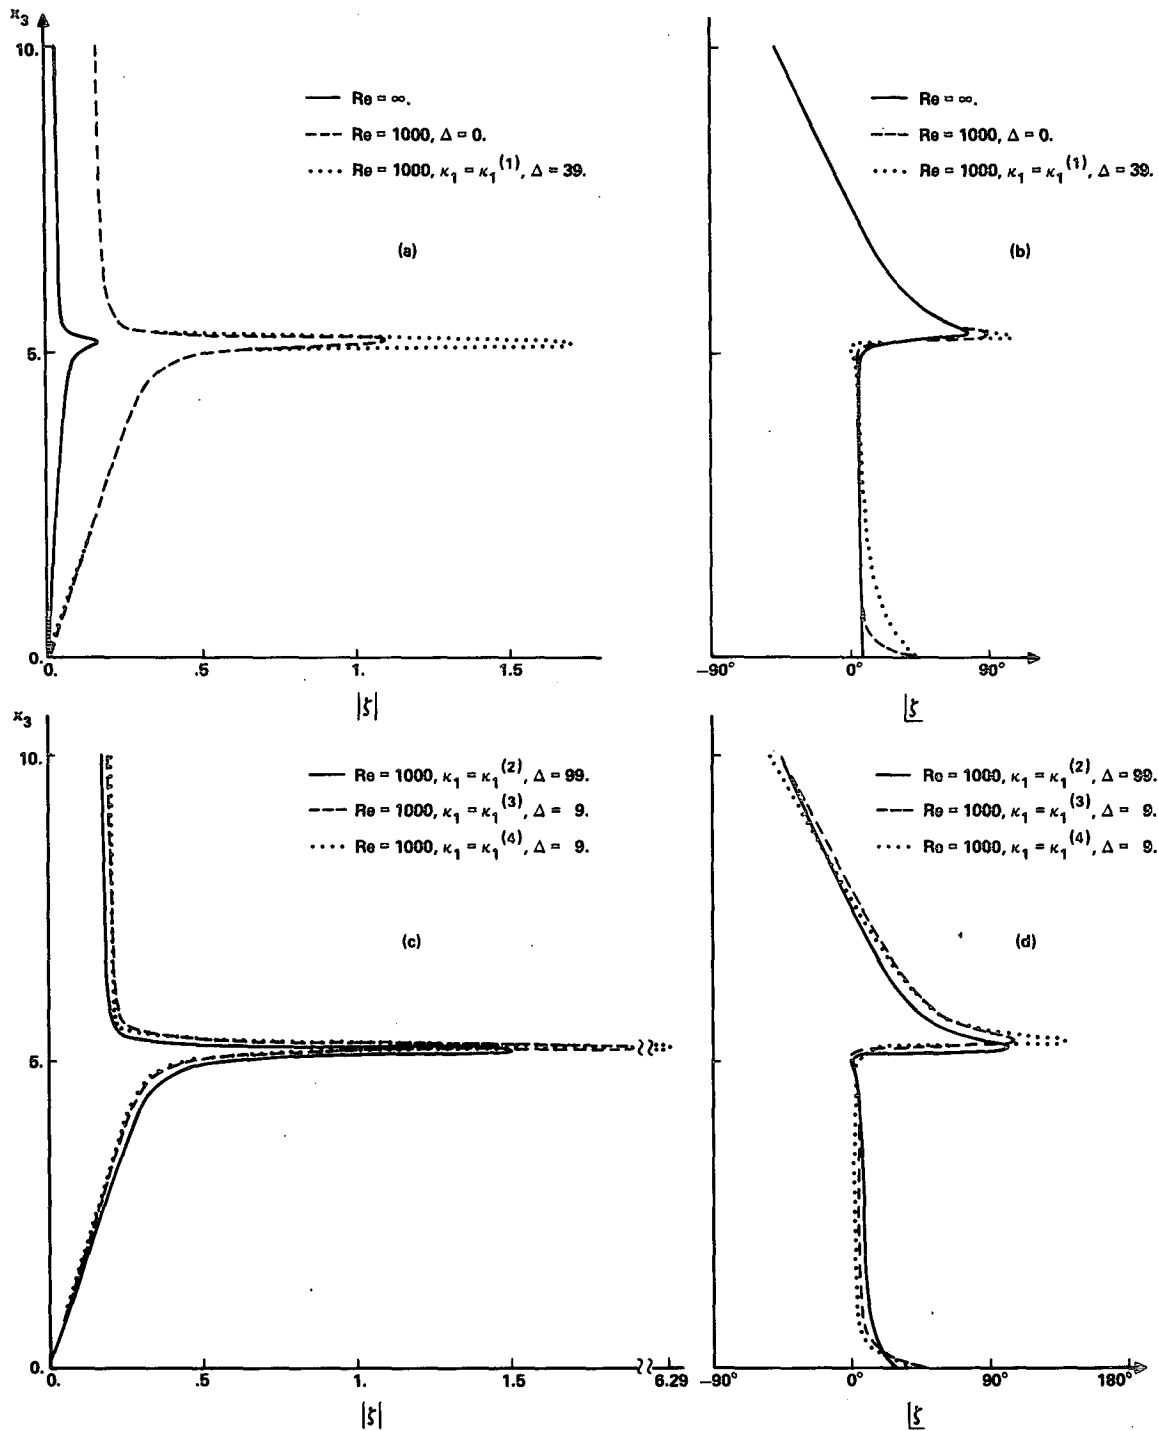 x₃
10.
5.
0.
0. .5 1. 1.5
|ζ|
Re = ∞.
Re = 1000, Δ = 0.
Re = 1000, κ₁ = κ₁⁽¹⁾, Δ = 39.
(a)
Re = ∞.
Re = 1000, Δ = 0.
Re = 1000, κ₁ = κ₁⁽¹⁾, Δ = 39.
(b)
−90° 0° 90°
ζ
x₃
10.
5.
0.
0. .5 1. 1.5 6.29
|ζ|
Re = 1000, κ₁ = κ₁⁽²⁾, Δ = 99.
Re = 1000, κ₁ = κ₁⁽³⁾, Δ = 9.
Re = 1000, κ₁ = κ₁⁽⁴⁾, Δ = 9.
(c)
Re = 1000, κ₁ = κ₁⁽²⁾, Δ = 99.
Re = 1000, κ₁ = κ₁⁽³⁾, Δ = 9.
Re = 1000, κ₁ = κ₁⁽⁴⁾, Δ = 9.
(d)
−90° 0° 90° 180°
ζ